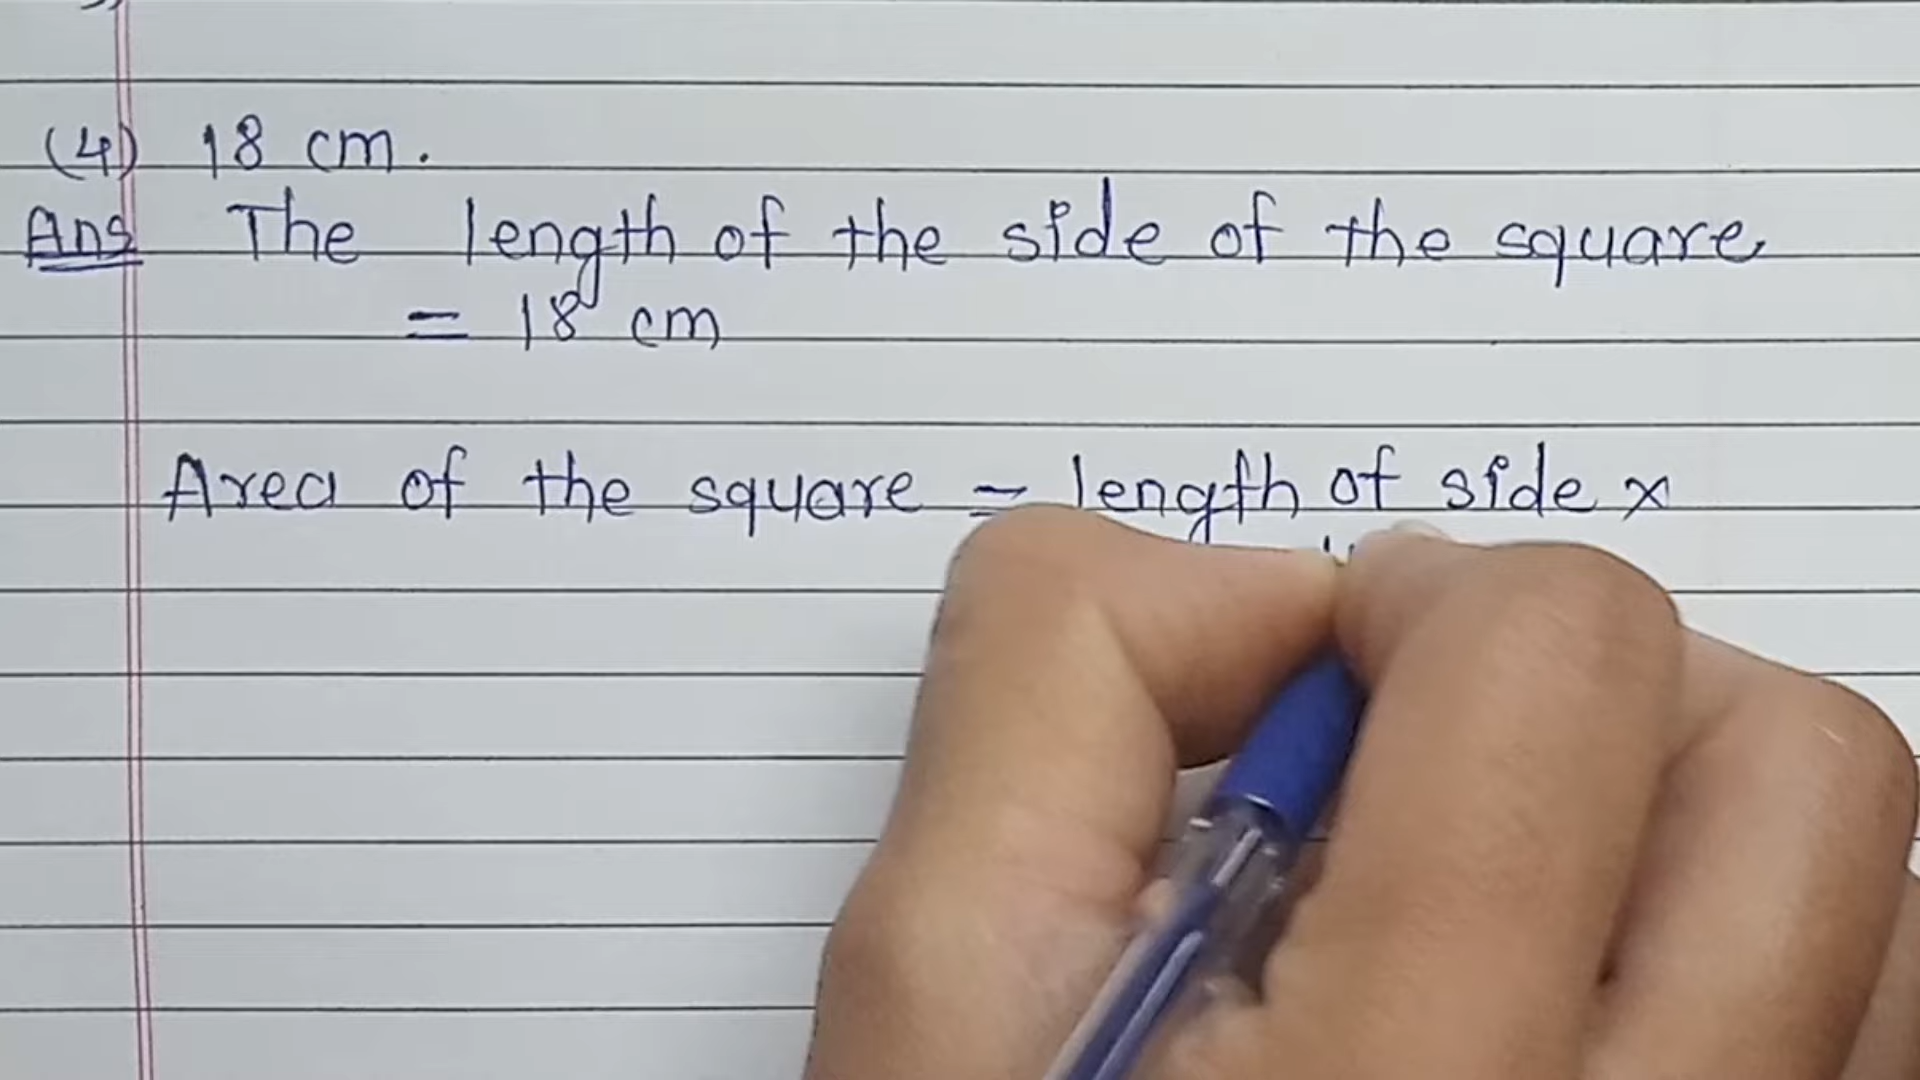 (4) 18 cm.
Ans The length of the side of the square
= 18 cm
Area of the square = length of side ×